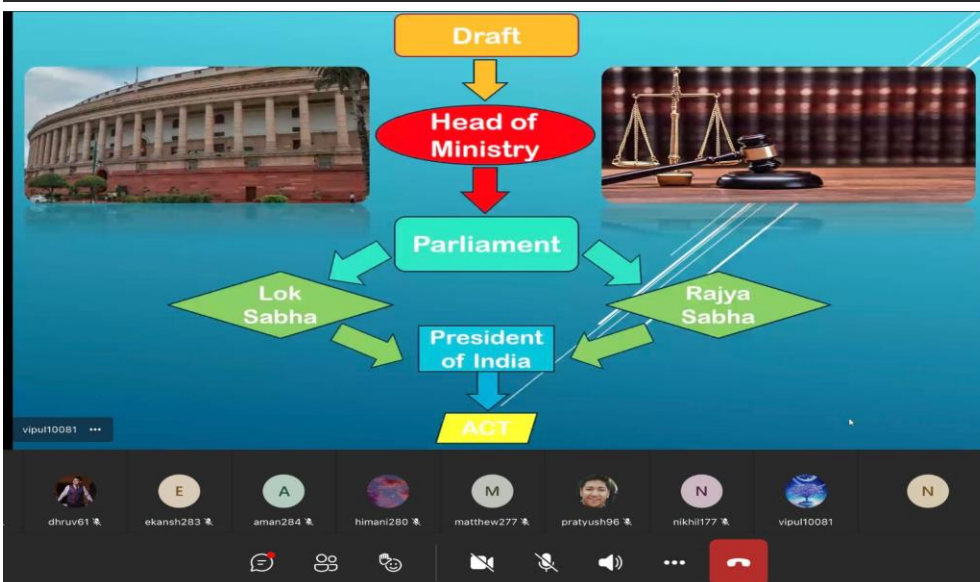 Draft
Head of
Ministry
Parliament
Lok
Sabha
Rajya
Sabha
President
of India
ACT
vipul10081 •••
dhruv61
E
ekansh283
A
aman284
himani280
M
matthew277
pratyush96
N
nikhil177
vipul10081
N